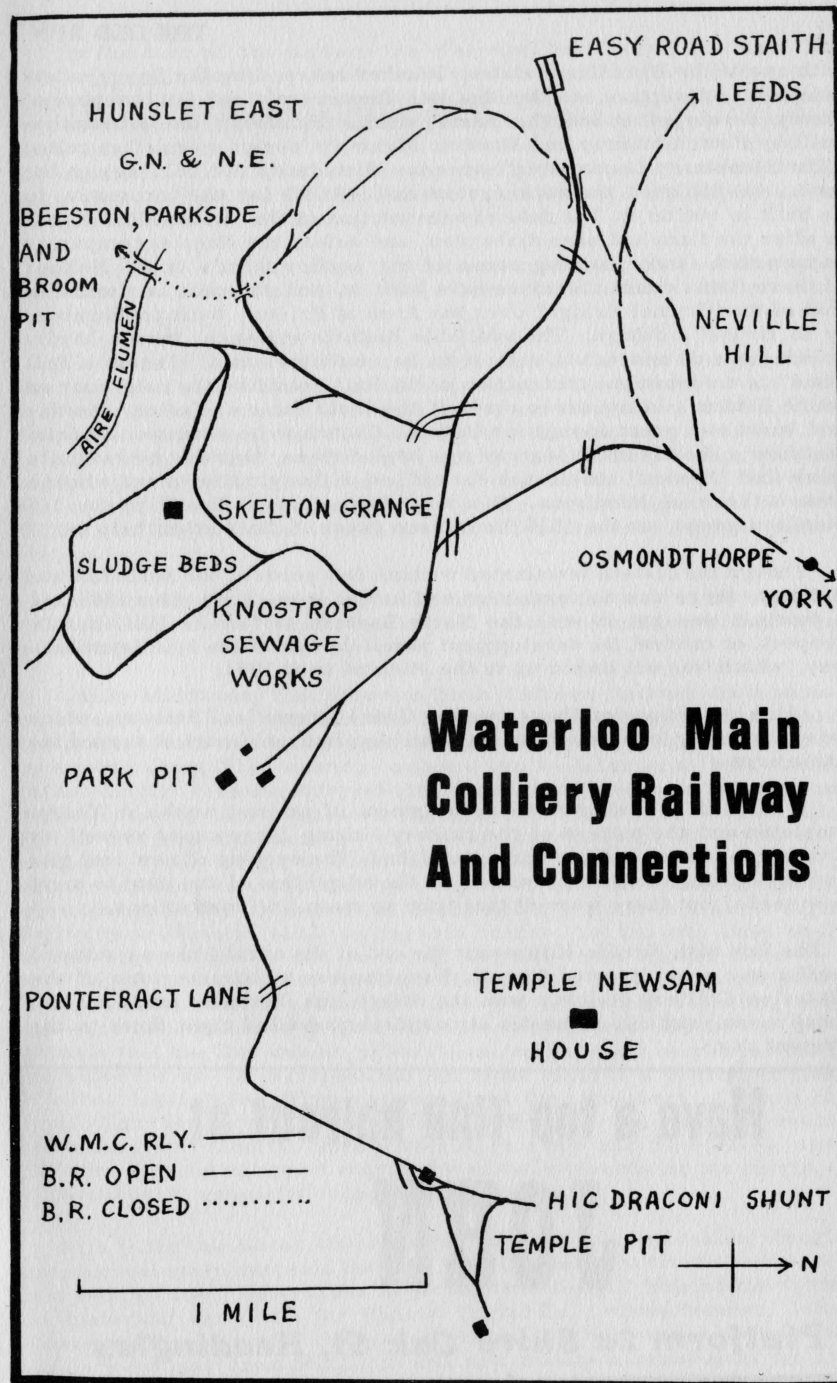 EASY ROAD STAITH
LEEDS
HUNSLET EAST
G.N. & N.E.
BEESTON, PARKSIDE
AND
BROOM
PIT
AIRE FLUMEN
NEVILLE
HILL
SKELTON GRANGE
SLUDGE BEDS
OSMONDTHORPE
YORK
KNOSTROP
SEWAGE
WORKS
Waterloo Main
Colliery Railway
And Connections
PARK PIT
PONTEFRACT LANE
TEMPLE NEWSAM
HOUSE
W.M.C. RLY.
B.R. OPEN
B.R. CLOSED
HIC DRACONI SHUNT
TEMPLE PIT
N
1 MILE